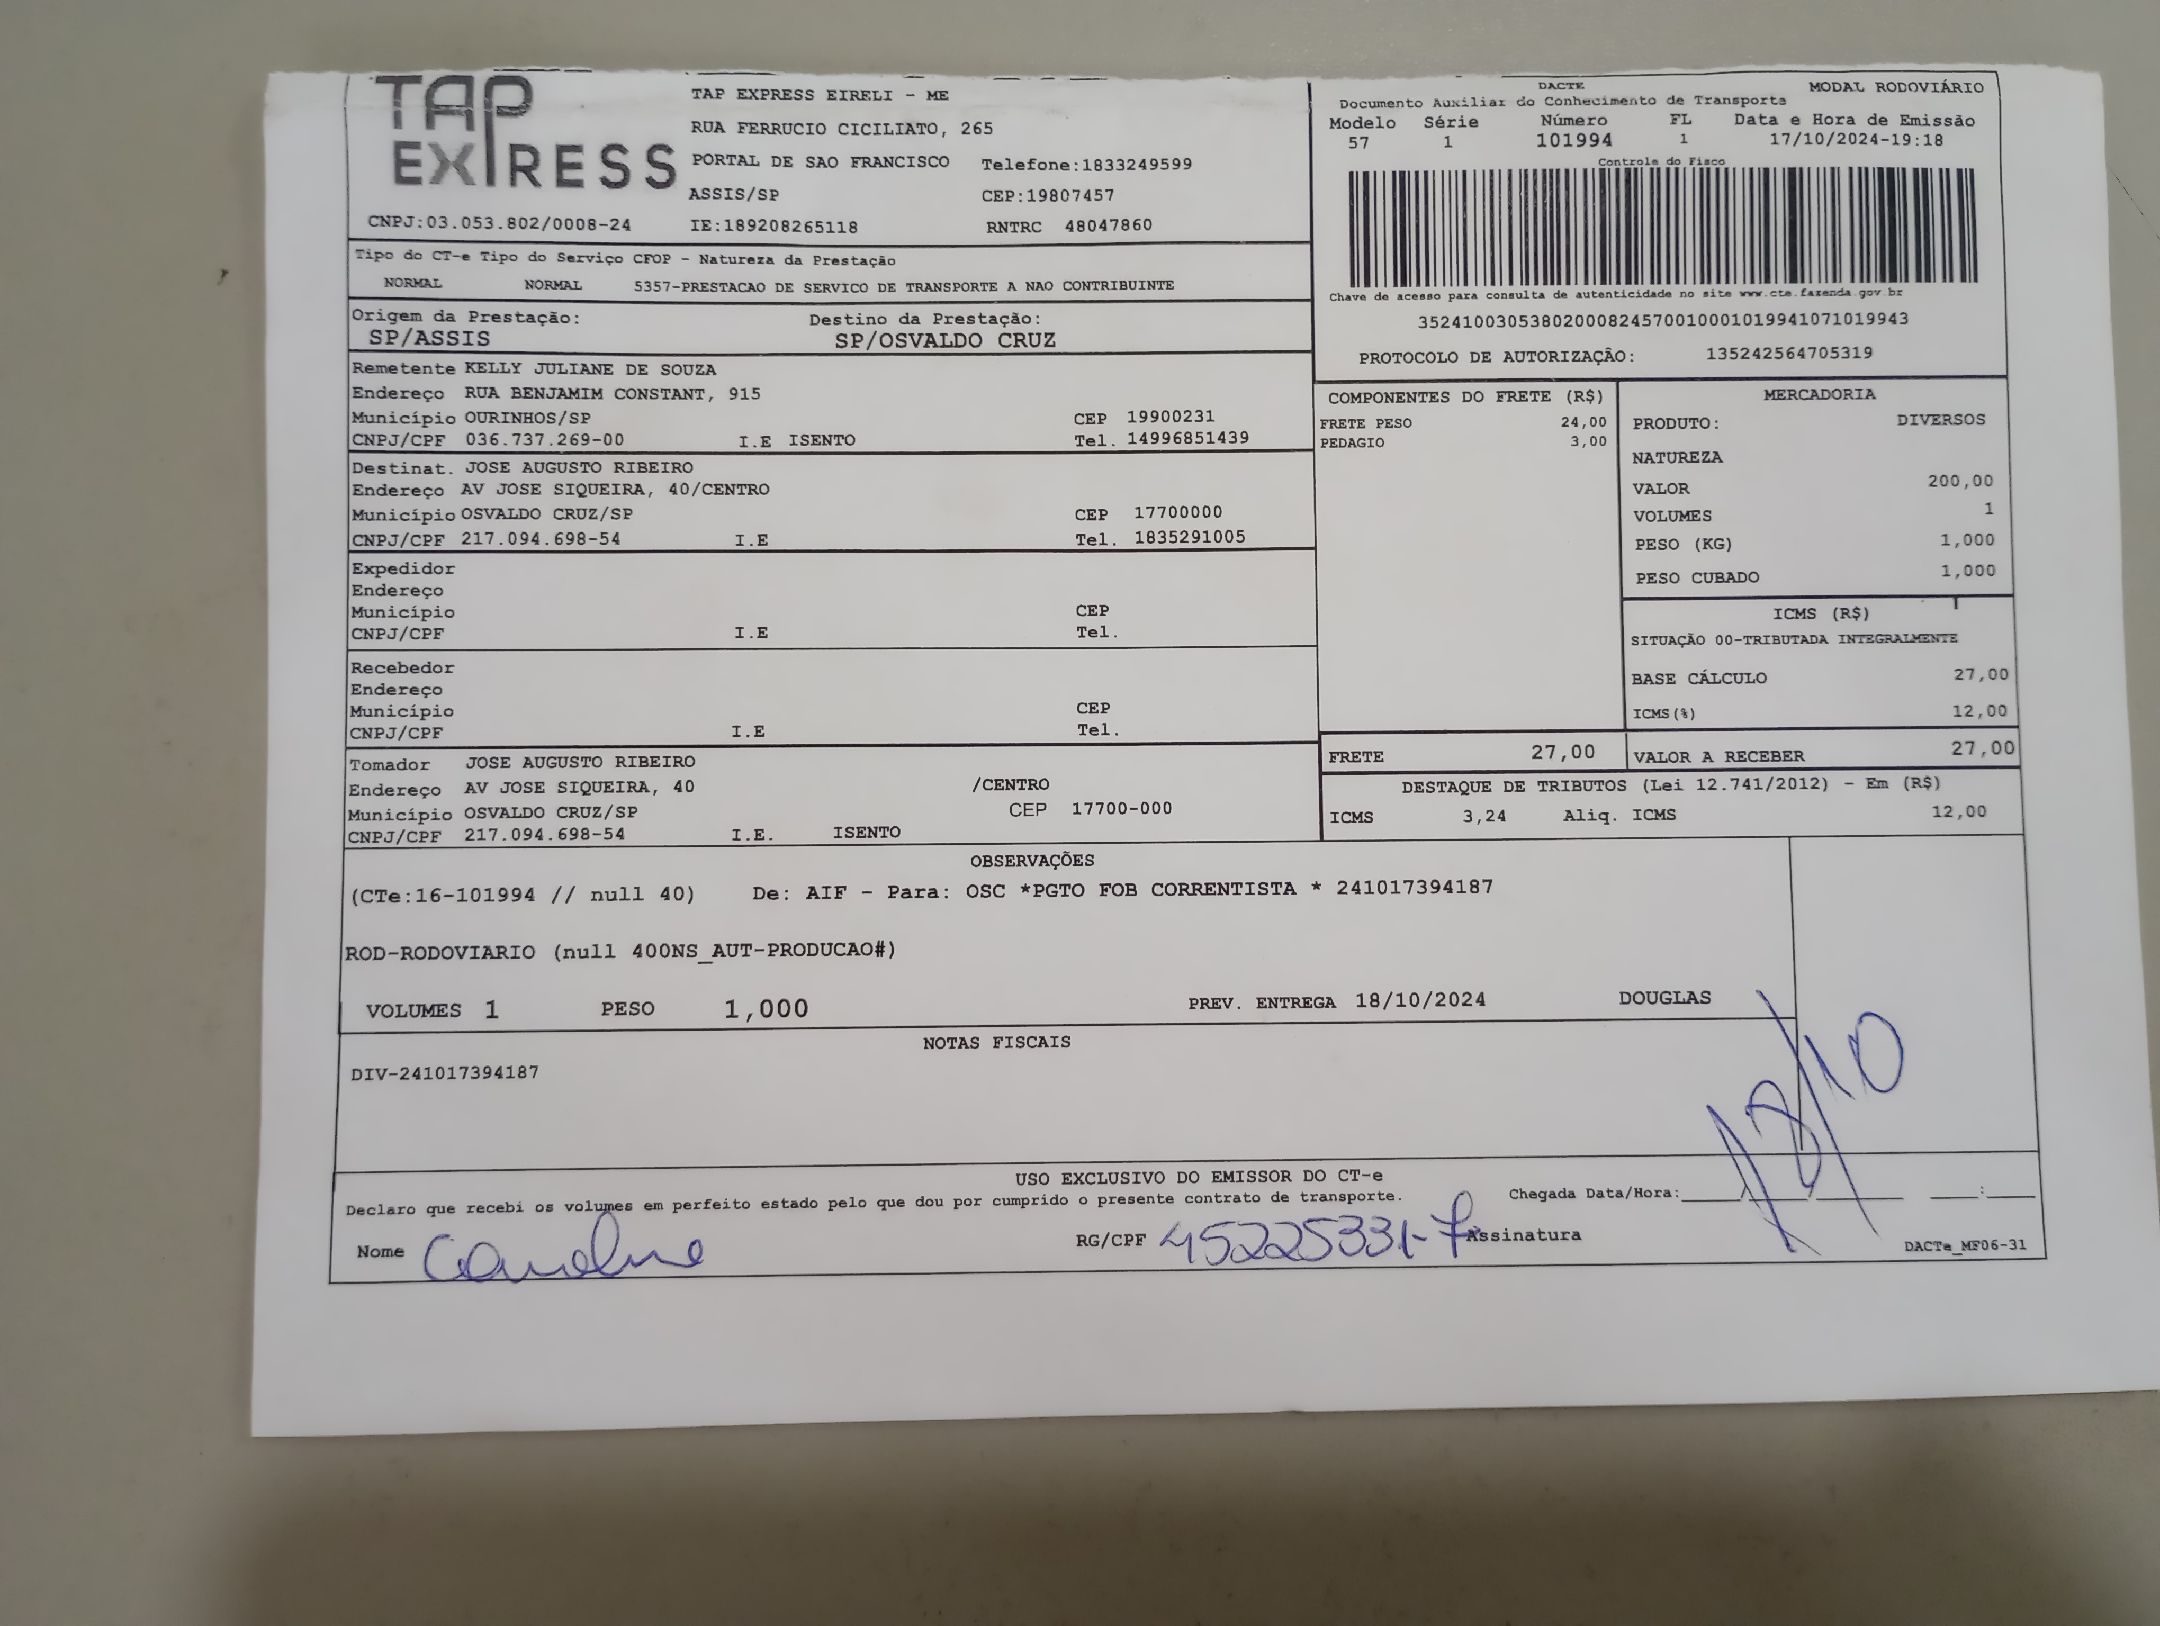 TAP
EXPRESS
TAP EXPRESS EIRELI - ME
RUA FERRUCIO CICILIATO, 265
PORTAL DE SAO FRANCISCO Telefone:1833249599
ASSIS/SP CEP:19807457
CNPJ:03.053.802/0008-24 IE:189208265118 RNTRC 48047860
DACTE MODAL RODOVIÁRIO
Documento Auxiliar do Conhecimento de Transporte
Modelo Série Número FL Data e Hora de Emissão
57 1 101994 1 17/10/2024-19:18
Controle do Fisco
Chave de acesso para consulta de autenticidade no site www.cte.fazenda.gov.br
35241003053802000824570010001019941071019943
PROTOCOLO DE AUTORIZAÇÃO: 135242564705319
Tipo do CT-e Tipo do Serviço CFOP - Natureza da Prestação
NORMAL NORMAL 5357-PRESTACAO DE SERVICO DE TRANSPORTE A NAO CONTRIBUINTE
Origem da Prestação: Destino da Prestação:
SP/ASSIS SP/OSVALDO CRUZ
Remetente KELLY JULIANE DE SOUZA
Endereço RUA BENJAMIM CONSTANT, 915
Município OURINHOS/SP CEP 19900231
CNPJ/CPF 036.737.269-00 I.E ISENTO Tel. 14996851439
Destinat. JOSE AUGUSTO RIBEIRO
Endereço AV JOSE SIQUEIRA, 40/CENTRO
Município OSVALDO CRUZ/SP CEP 17700000
CNPJ/CPF 217.094.698-54 I.E Tel. 1835291005
Expedidor
Endereço
Município CEP
CNPJ/CPF I.E Tel.
Recebedor
Endereço
Município CEP
CNPJ/CPF I.E Tel.
Tomador JOSE AUGUSTO RIBEIRO
Endereço AV JOSE SIQUEIRA, 40 /CENTRO
Município OSVALDO CRUZ/SP CEP 17700-000
CNPJ/CPF 217.094.698-54 I.E. ISENTO
COMPONENTES DO FRETE (R$)
FRETE PESO 24,00
PEDAGIO 3,00
MERCADORIA
PRODUTO: DIVERSOS
NATUREZA
VALOR 200,00
VOLUMES 1
PESO (KG) 1,000
PESO CUBADO 1,000
ICMS (R$)
SITUAÇÃO 00-TRIBUTADA INTEGRALMENTE
BASE CÁLCULO 27,00
ICMS(%) 12,00
FRETE 27,00 VALOR A RECEBER 27,00
DESTAQUE DE TRIBUTOS (Lei 12.741/2012) - Em (R$)
ICMS 3,24 Aliq. ICMS 12,00
OBSERVAÇÕES
(CTe:16-101994 // null 40) De: AIF - Para: OSC *PGTO FOB CORRENTISTA * 241017394187
ROD-RODOVIARIO (null 400NS_AUT-PRODUCAO#)
VOLUMES 1 PESO 1,000 PREV. ENTREGA 18/10/2024 DOUGLAS
NOTAS FISCAIS
DIV-241017394187
18/10
USO EXCLUSIVO DO EMISSOR DO CT-e
Declaro que recebi os volumes em perfeito estado pelo que dou por cumprido o presente contrato de transporte. Chegada Data/Hora:____/____/____ ___:___
Nome Caroline RG/CPF 45225331-7 Assinatura
DACTe_MF06-31